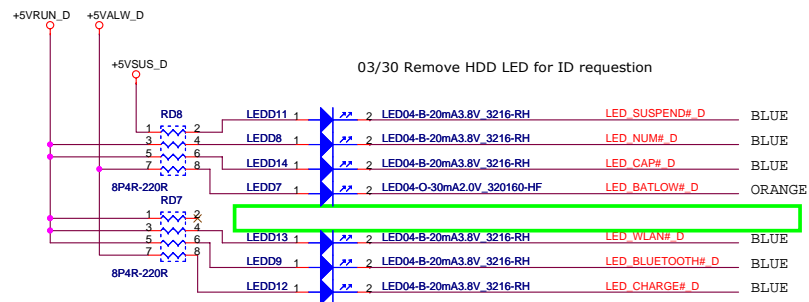 +5VRUN_D +5VALW_D
+5VSUS_D
03/30 Remove HDD LED for ID requestion
RD8
1 2 LEDD11 1 2 LED04-B-20mA3.8V_3216-RH LED_SUSPEND#_D BLUE
3 4 LEDD8 1 2 LED04-B-20mA3.8V_3216-RH LED_NUM#_D BLUE
5 6 LEDD14 1 2 LED04-B-20mA3.8V_3216-RH LED_CAP#_D BLUE
7 8 LEDD7 1 2 LED04-O-30mA2.0V_320160-HF LED_BATLOW#_D ORANGE
8P4R-220R
RD7
1 2
3 4 LEDD13 1 2 LED04-B-20mA3.8V_3216-RH LED_WLAN#_D BLUE
5 6 LEDD9 1 2 LED04-B-20mA3.8V_3216-RH LED_BLUETOOTH#_D BLUE
7 8 LEDD12 1 2 LED04-B-20mA3.8V_3216-RH LED_CHARGE#_D BLUE
8P4R-220R